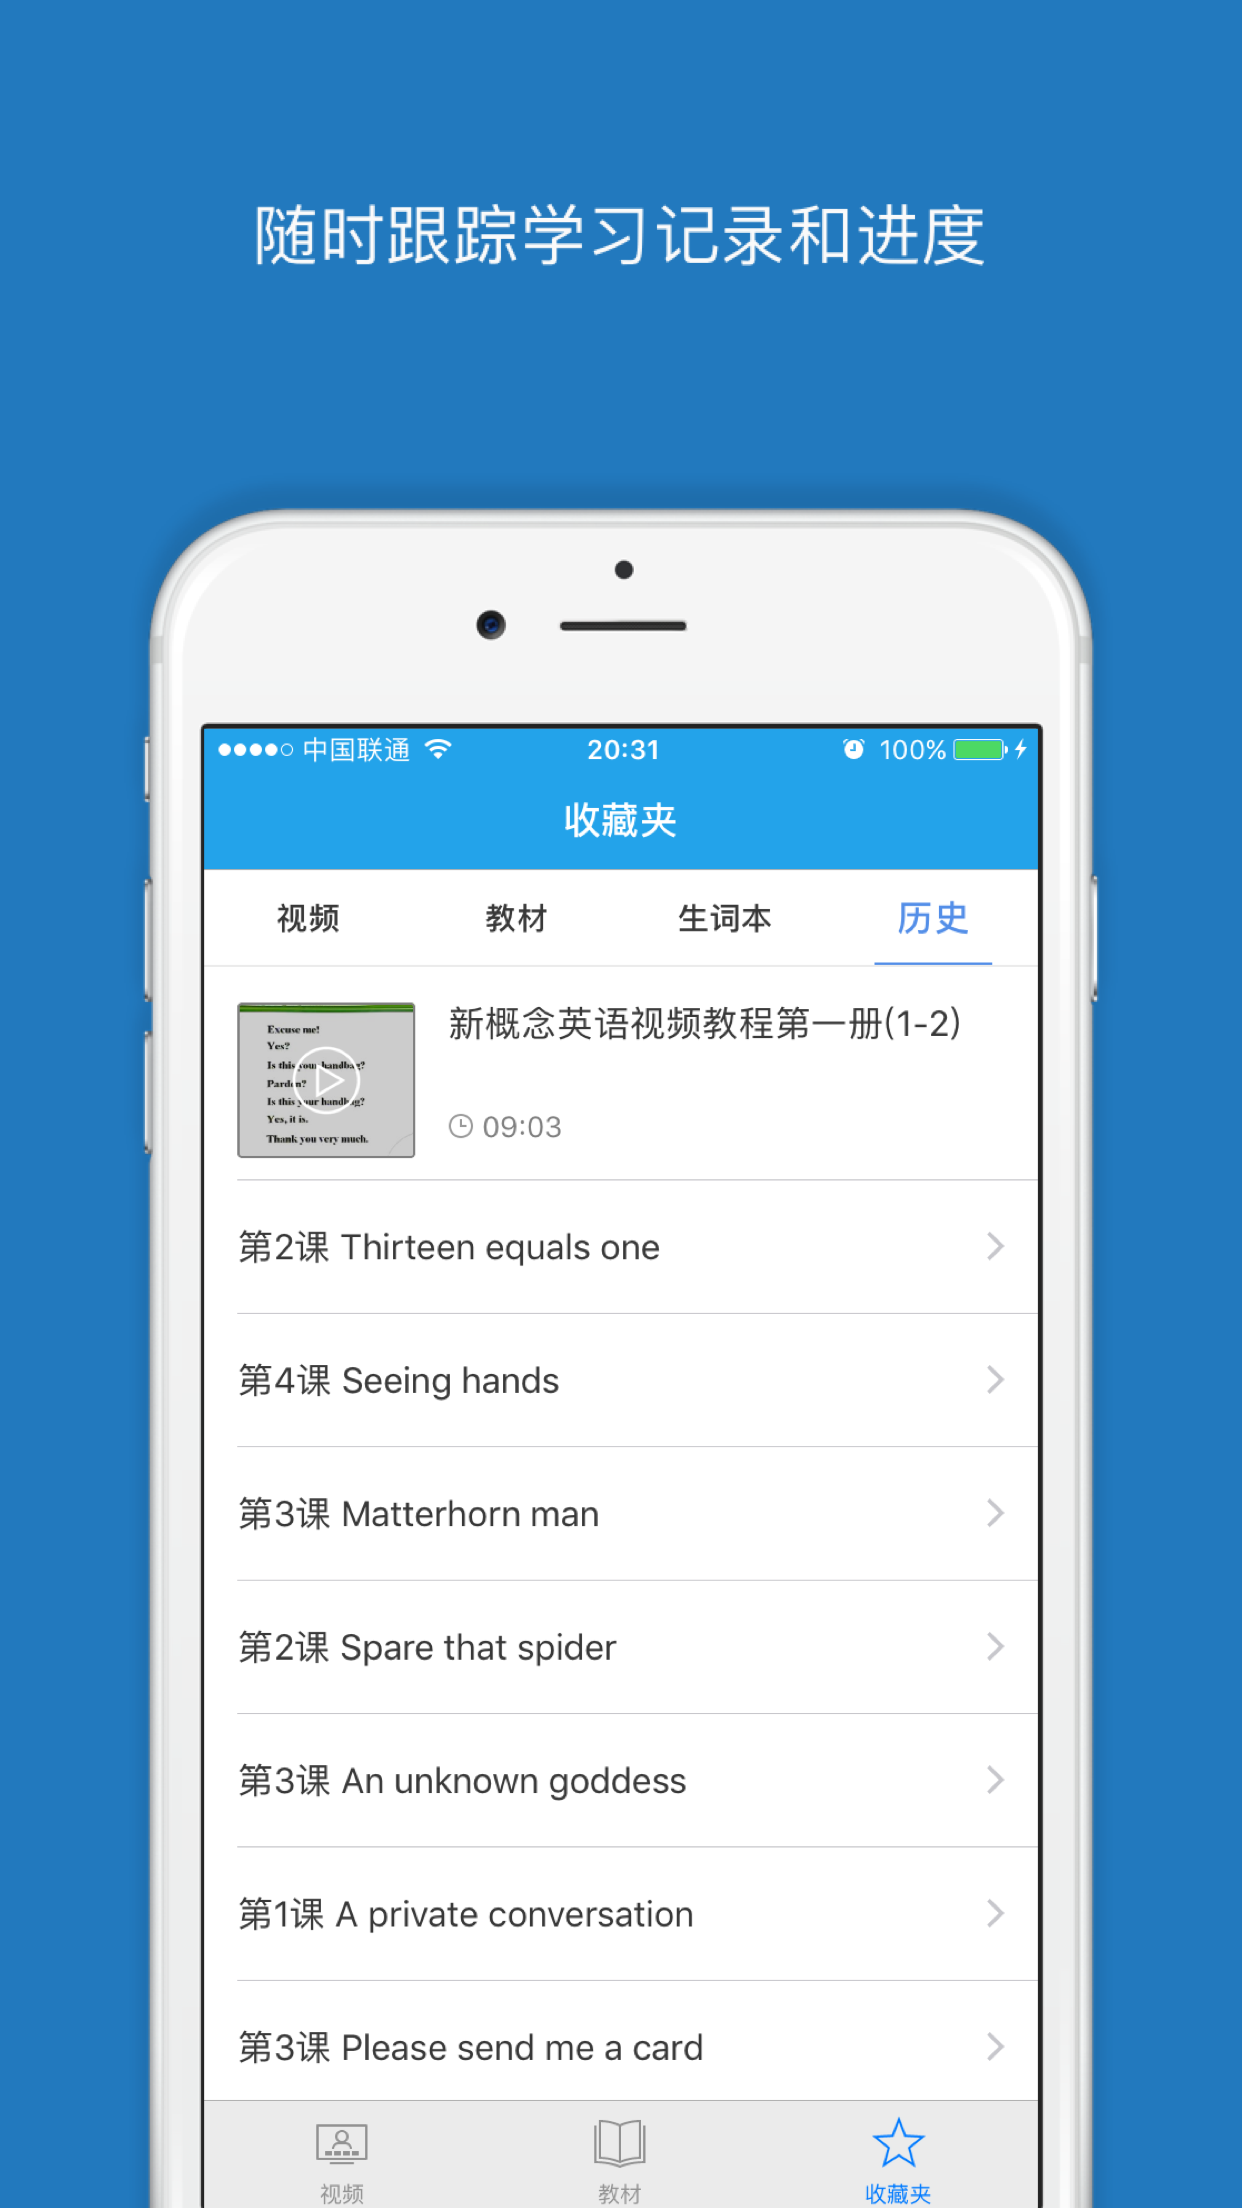 随时跟踪学习记录和进度
中国联通 20:31 100%
收藏夹
视频 教材 生词本 历史
Excuse me!
Yes?
Is this your handbag?
Pardon?
Is this your handbag?
Yes, it is.
Thank you very much.
新概念英语视频教程第一册(1-2)
09:03
第2课 Thirteen equals one
第4课 Seeing hands
第3课 Matterhorn man
第2课 Spare that spider
第3课 An unknown goddess
第1课 A private conversation
第3课 Please send me a card
视频 教材 收藏夹